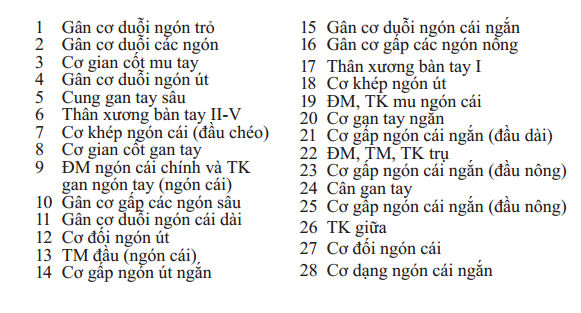 1 Gân cơ duỗi ngón trỏ
2 Gân cơ duỗi các ngón
3 Cơ gian cốt mu tay
4 Gân cơ duỗi ngón út
5 Cung gan tay sâu
6 Thân xương bàn tay II-V
7 Cơ khép ngón cái (đầu chéo)
8 Cơ gian cốt gan tay
9 ĐM ngón cái chính và TK
gan ngón tay (ngón cái)
10 Gân cơ gấp các ngón sâu
11 Gân cơ duỗi ngón cái dài
12 Cơ đối ngón út
13 TM đầu (ngón cái)
14 Cơ gấp ngón út ngắn
15 Gân cơ duỗi ngón cái ngắn
16 Gân cơ gấp các ngón nông
17 Thân xương bàn tay I
18 Cơ khép ngón út
19 ĐM, TK mu ngón cái
20 Cơ gan tay ngắn
21 Cơ gấp ngón cái ngắn (đầu dài)
22 ĐM, TM, TK trụ
23 Cơ gấp ngón cái ngắn (đầu nông)
24 Cân gan tay
25 Cơ gấp ngón cái ngắn (đầu nông)
26 TK giữa
27 Cơ đối ngón cái
28 Cơ dạng ngón cái ngắn